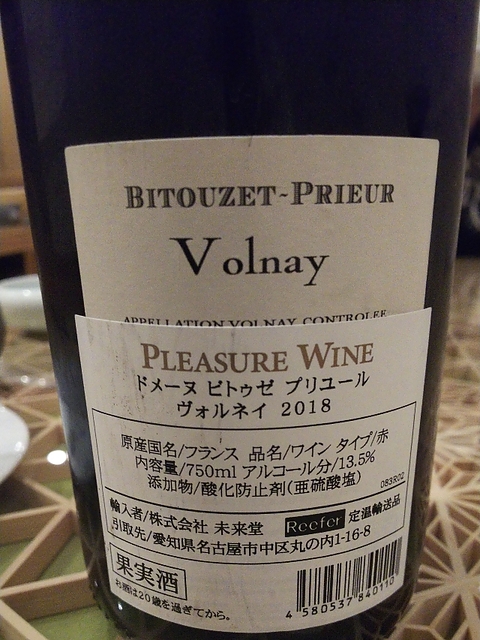 BITOUZET-PRIEUR
Volnay
APPELLATION VOLNAY CONTROLEE
PLEASURE WINE
ドメーヌ ビトゥゼ プリユール
ヴォルネイ 2018
原産国名/フランス 品名/ワイン タイプ/赤
内容量/750ml アルコール分/13.5%
添加物/酸化防止剤(亜硫酸塩) 083R02
輸入者/株式会社 未来堂 Reefer 定温輸送品
引取先/愛知県名古屋市中区丸の内1-16-8
果実酒
お酒は20歳を過ぎてから。
4 580537 840110